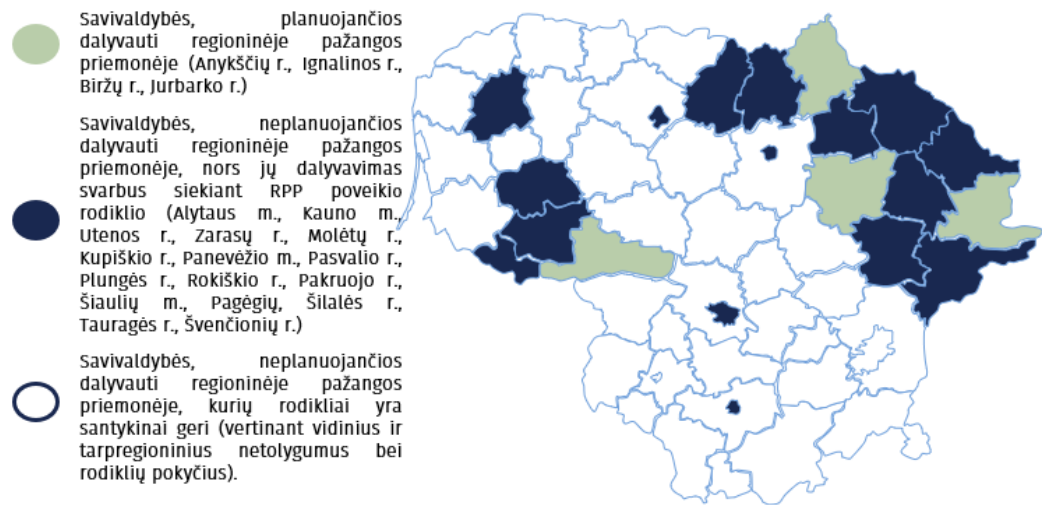 Savivaldybės, planuojančios
dalyvauti regioninėje pažangos
priemonėje (Anykščių r., Ignalinos r.,
Biržų r., Jurbarko r.)
Savivaldybės, neplanuojančios
dalyvauti regioninėje pažangos
priemonėje, nors jų dalyvavimas
svarbus siekiant RPP poveikio
rodiklio (Alytaus m., Kauno m.,
Utenos r., Zarasų r., Molėtų r.,
Kupiškio r., Panevėžio m., Pasvalio r.,
Plungės r., Rokiškio r., Pakruojo r.,
Šiaulių m., Pagėgių, Šilalės r.,
Tauragės r., Švenčionių r.)
Savivaldybės, neplanuojančios
dalyvauti regioninėje pažangos
priemonėje, kurių rodikliai yra
santykinai geri (vertinant vidinius ir
tarpregioninius netolygumus bei
rodiklių pokyčius).